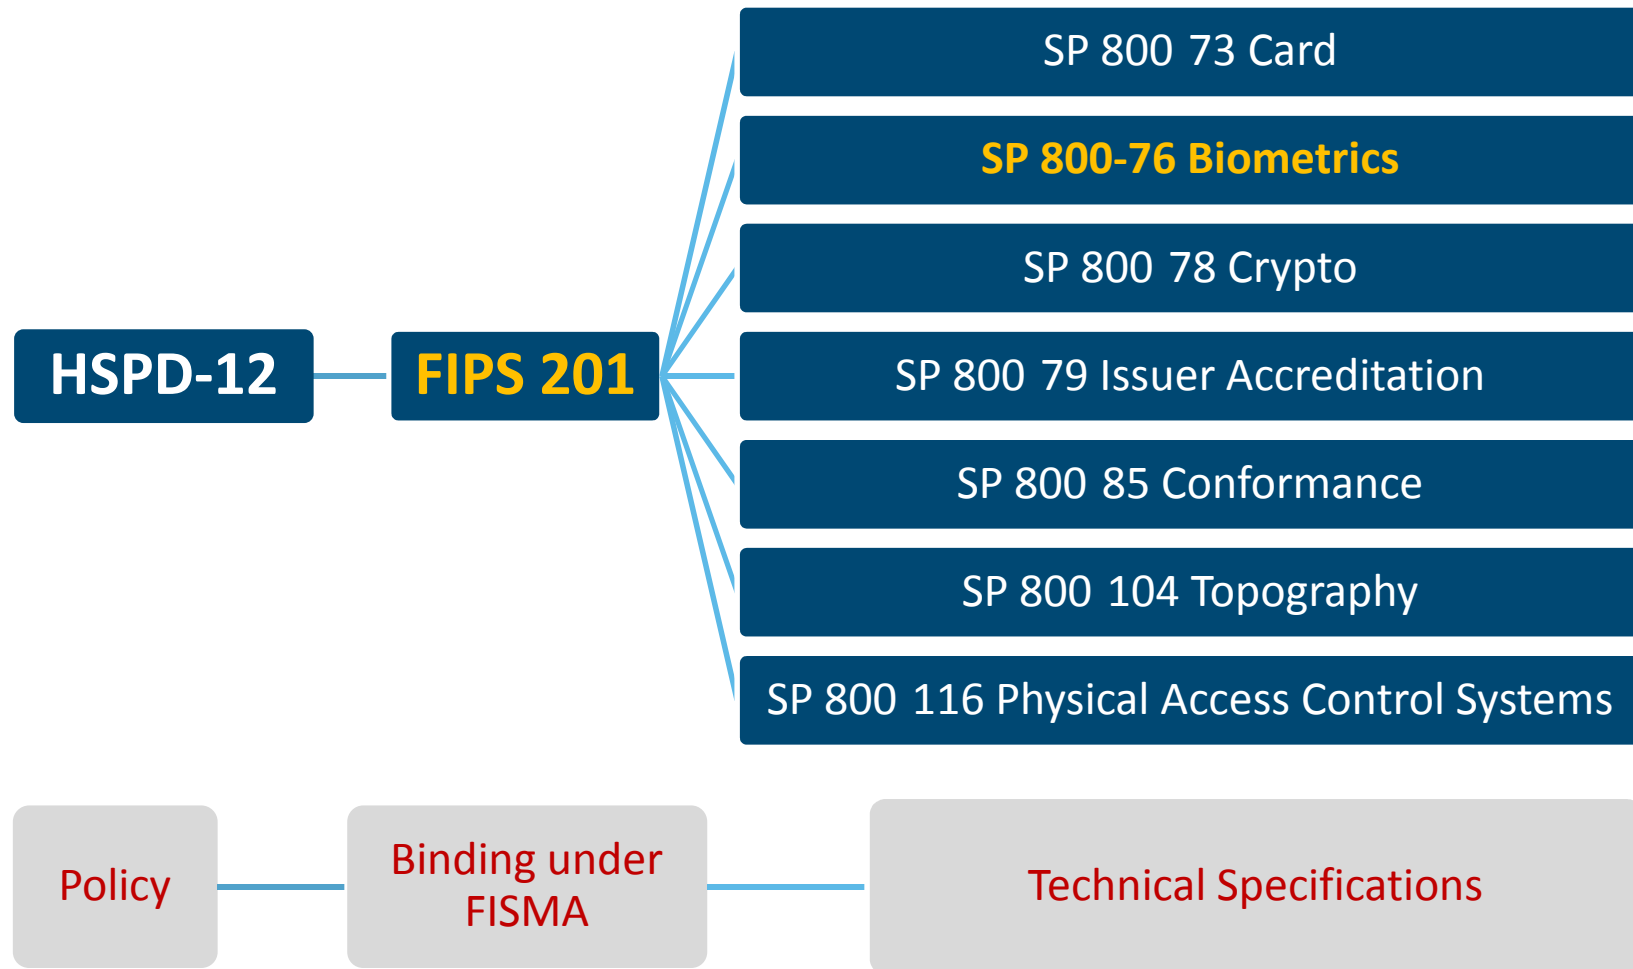 SP 800 73 Card
SP 800-76 Biometrics
SP 800 78 Crypto
HSPD-12
FIPS 201
SP 800 79 Issuer Accreditation
SP 800 85 Conformance
SP 800 104 Topography
SP 800 116 Physical Access Control Systems
Policy
Binding under
FISMA
Technical Specifications